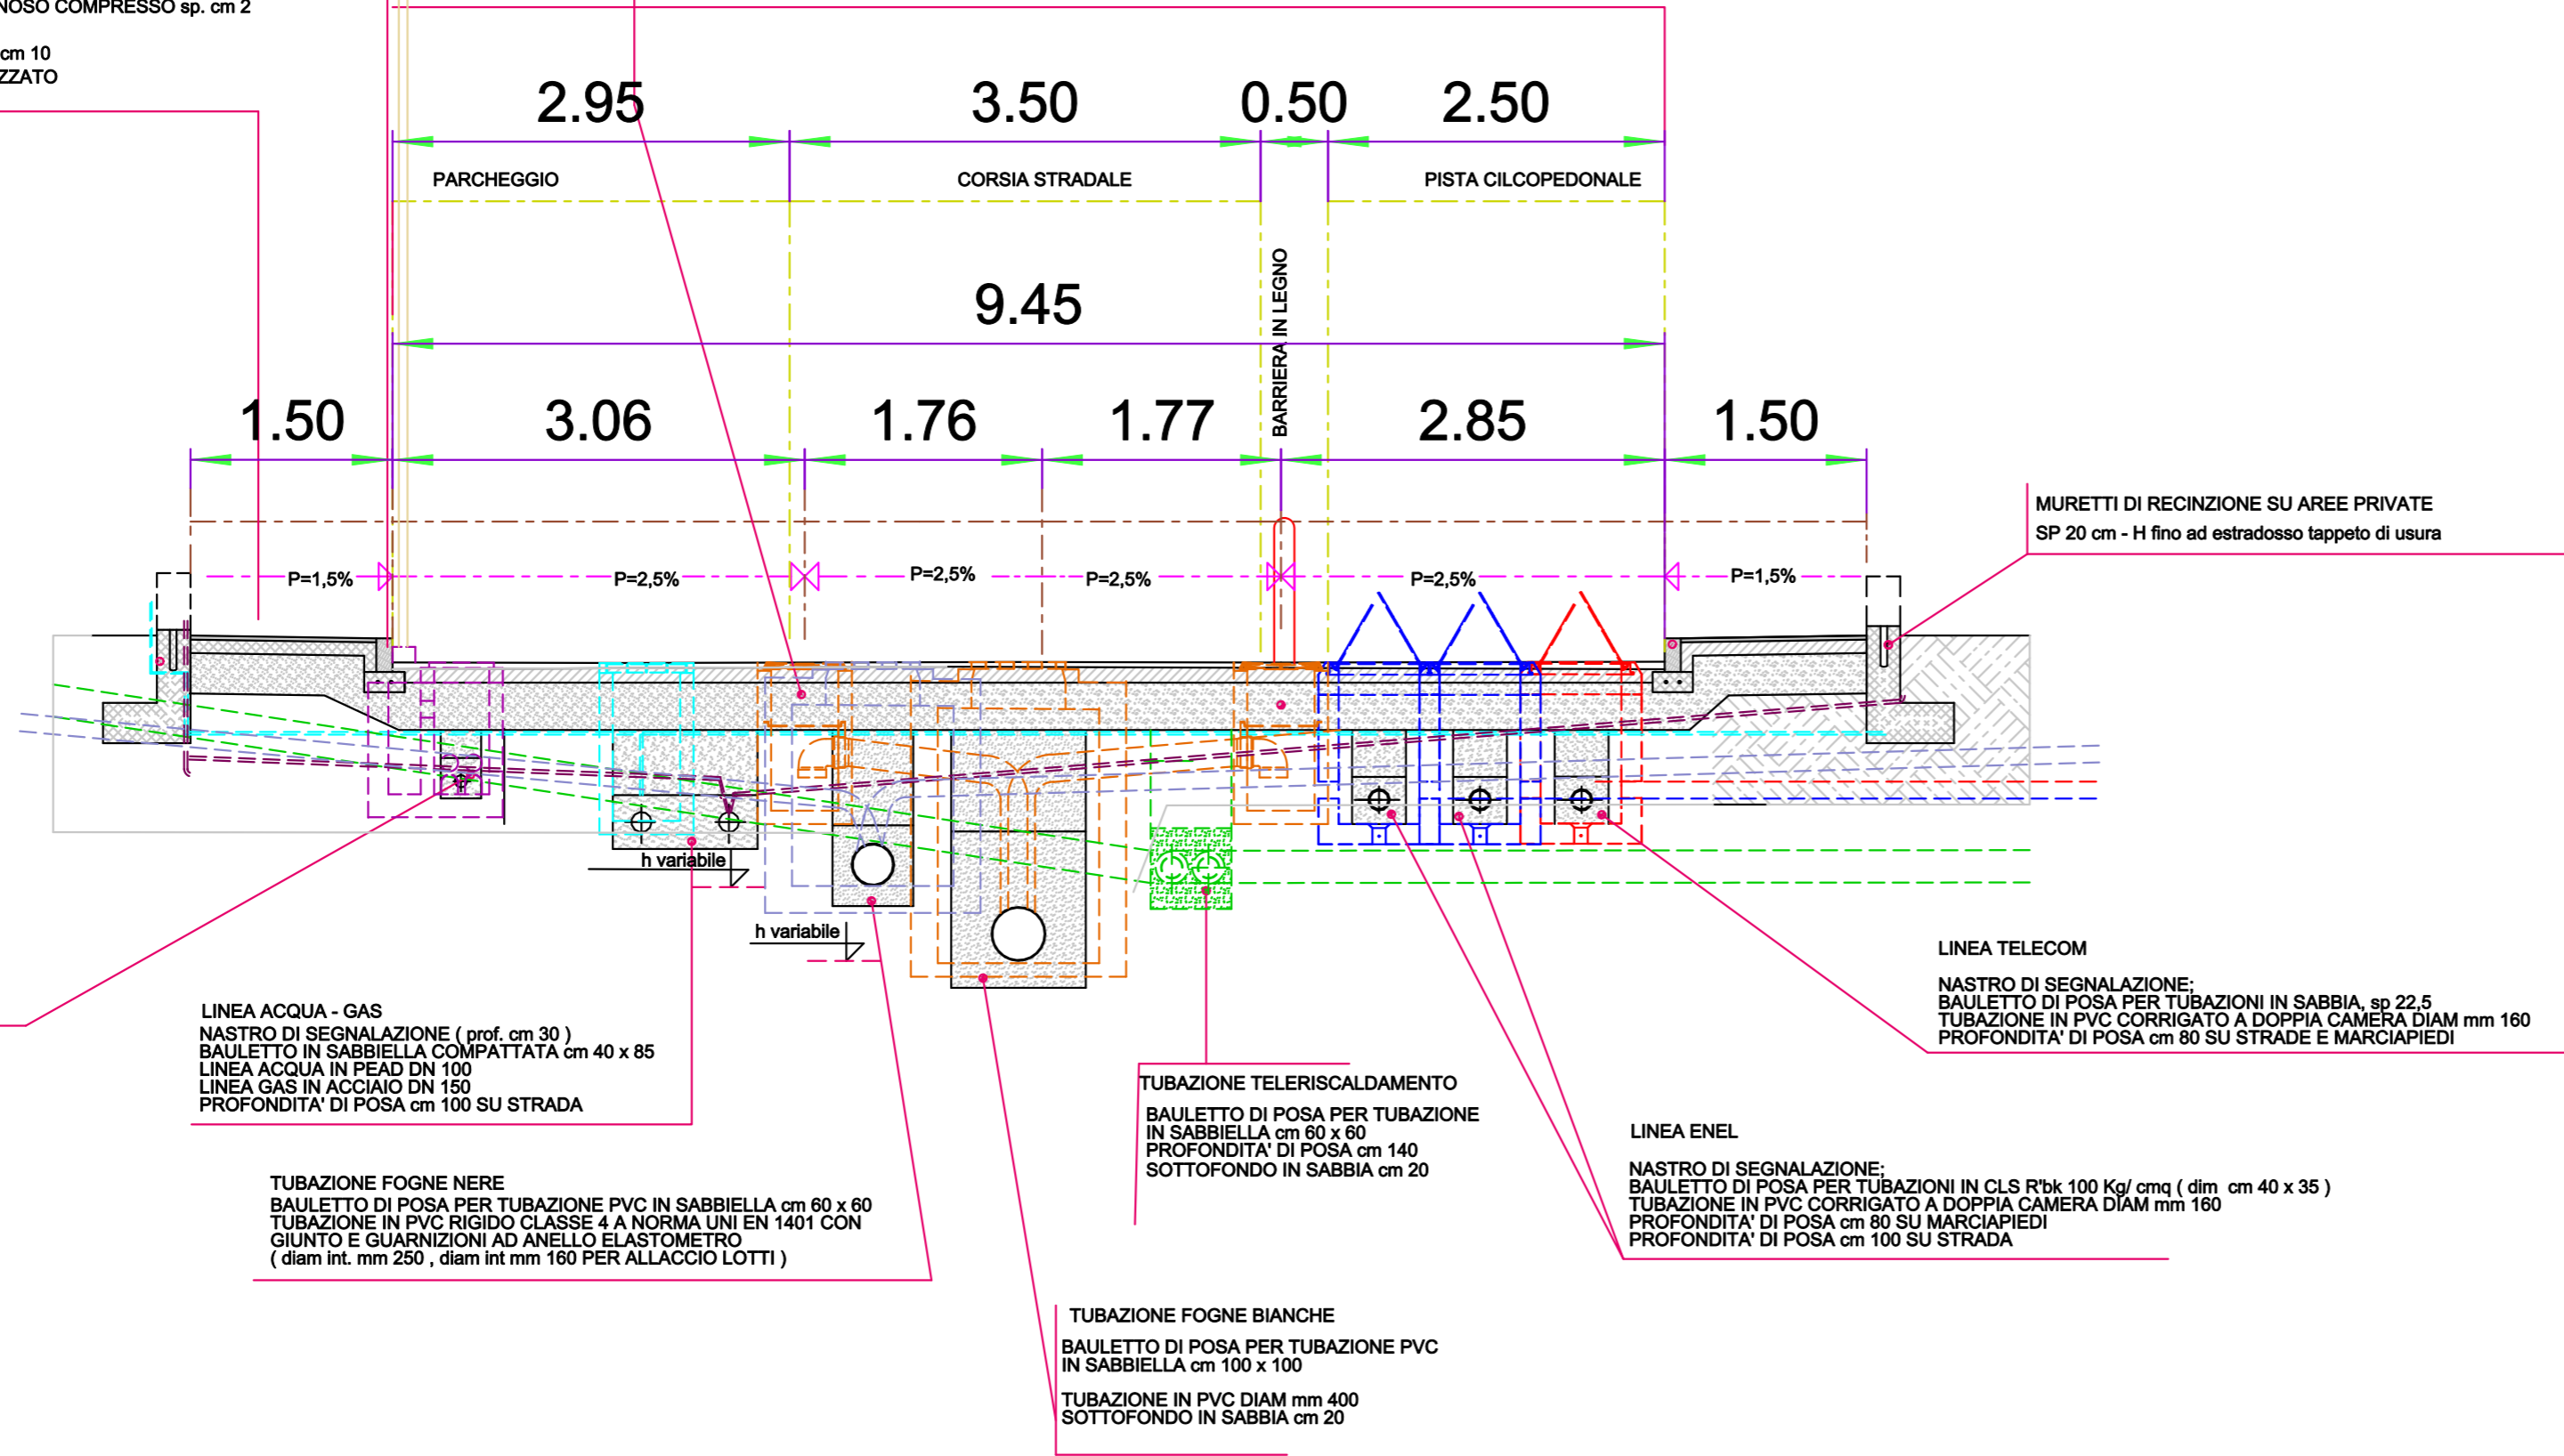 NOSO COMPRESSO sp. cm 2
cm 10
ZZATO
2.95 3.50 0.50 2.50
PARCHEGGIO CORSIA STRADALE PISTA CILCOPEDONALE
BARRIERA IN LEGNO
9.45
1.50 3.06 1.76 1.77 2.85 1.50
MURETTI DI RECINZIONE SU AREE PRIVATE
SP 20 cm - H fino ad estradosso tappeto di usura
P=1,5% P=2,5% P=2,5% P=2,5% P=2,5% P=1,5%
h variabile
h variabile
LINEA ACQUA - GAS
NASTRO DI SEGNALAZIONE ( prof. cm 30 )
BAULETTO IN SABBIELLA COMPATTATA cm 40 x 85
LINEA ACQUA IN PEAD DN 100
LINEA GAS IN ACCIAIO DN 150
PROFONDITA' DI POSA cm 100 SU STRADA
LINEA TELECOM
NASTRO DI SEGNALAZIONE;
BAULETTO DI POSA PER TUBAZIONI IN SABBIA, sp 22,5
TUBAZIONE IN PVC CORRIGATO A DOPPIA CAMERA DIAM mm 160
PROFONDITA' DI POSA cm 80 SU STRADE E MARCIAPIEDI
TUBAZIONE TELERISCALDAMENTO
BAULETTO DI POSA PER TUBAZIONE
IN SABBIELLA cm 60 x 60
PROFONDITA' DI POSA cm 140
SOTTOFONDO IN SABBIA cm 20
LINEA ENEL
NASTRO DI SEGNALAZIONE;
BAULETTO DI POSA PER TUBAZIONI IN CLS R'bk 100 Kg/ cmq ( dim cm 40 x 35 )
TUBAZIONE IN PVC CORRIGATO A DOPPIA CAMERA DIAM mm 160
PROFONDITA' DI POSA cm 80 SU MARCIAPIEDI
PROFONDITA' DI POSA cm 100 SU STRADA
TUBAZIONE FOGNE NERE
BAULETTO DI POSA PER TUBAZIONE PVC IN SABBIELLA cm 60 x 60
TUBAZIONE IN PVC RIGIDO CLASSE 4 A NORMA UNI EN 1401 CON
GIUNTO E GUARNIZIONI AD ANELLO ELASTOMETRO
( diam int. mm 250 , diam int mm 160 PER ALLACCIO LOTTI )
TUBAZIONE FOGNE BIANCHE
BAULETTO DI POSA PER TUBAZIONE PVC
IN SABBIELLA cm 100 x 100
TUBAZIONE IN PVC DIAM mm 400
SOTTOFONDO IN SABBIA cm 20